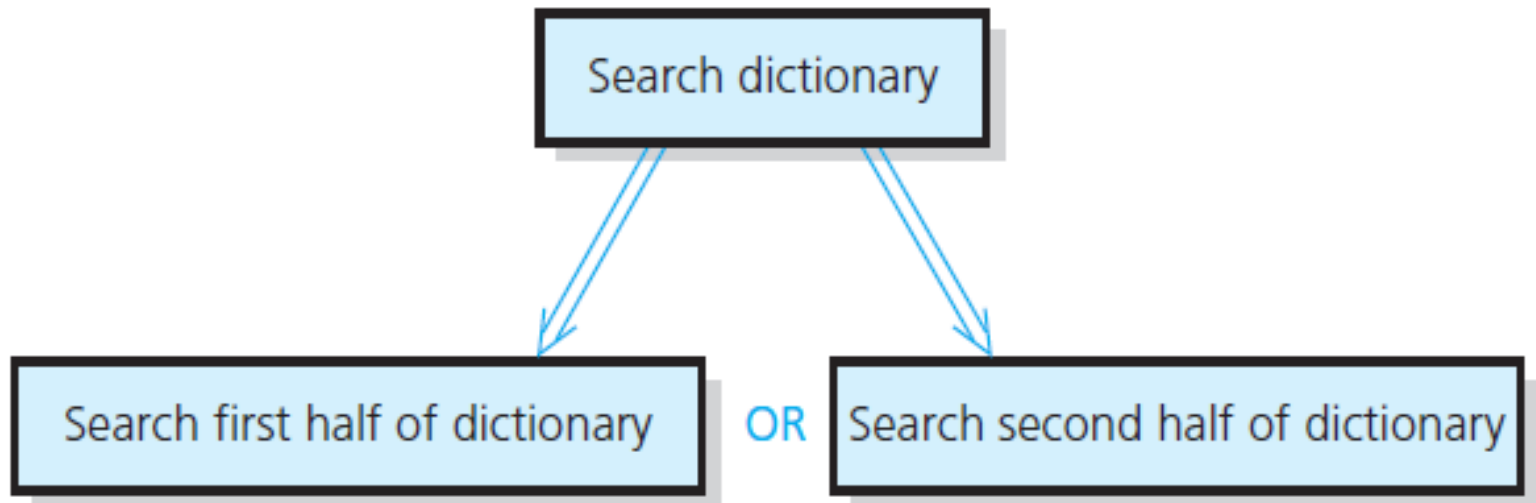 Search dictionary
Search first half of dictionary
OR
Search second half of dictionary